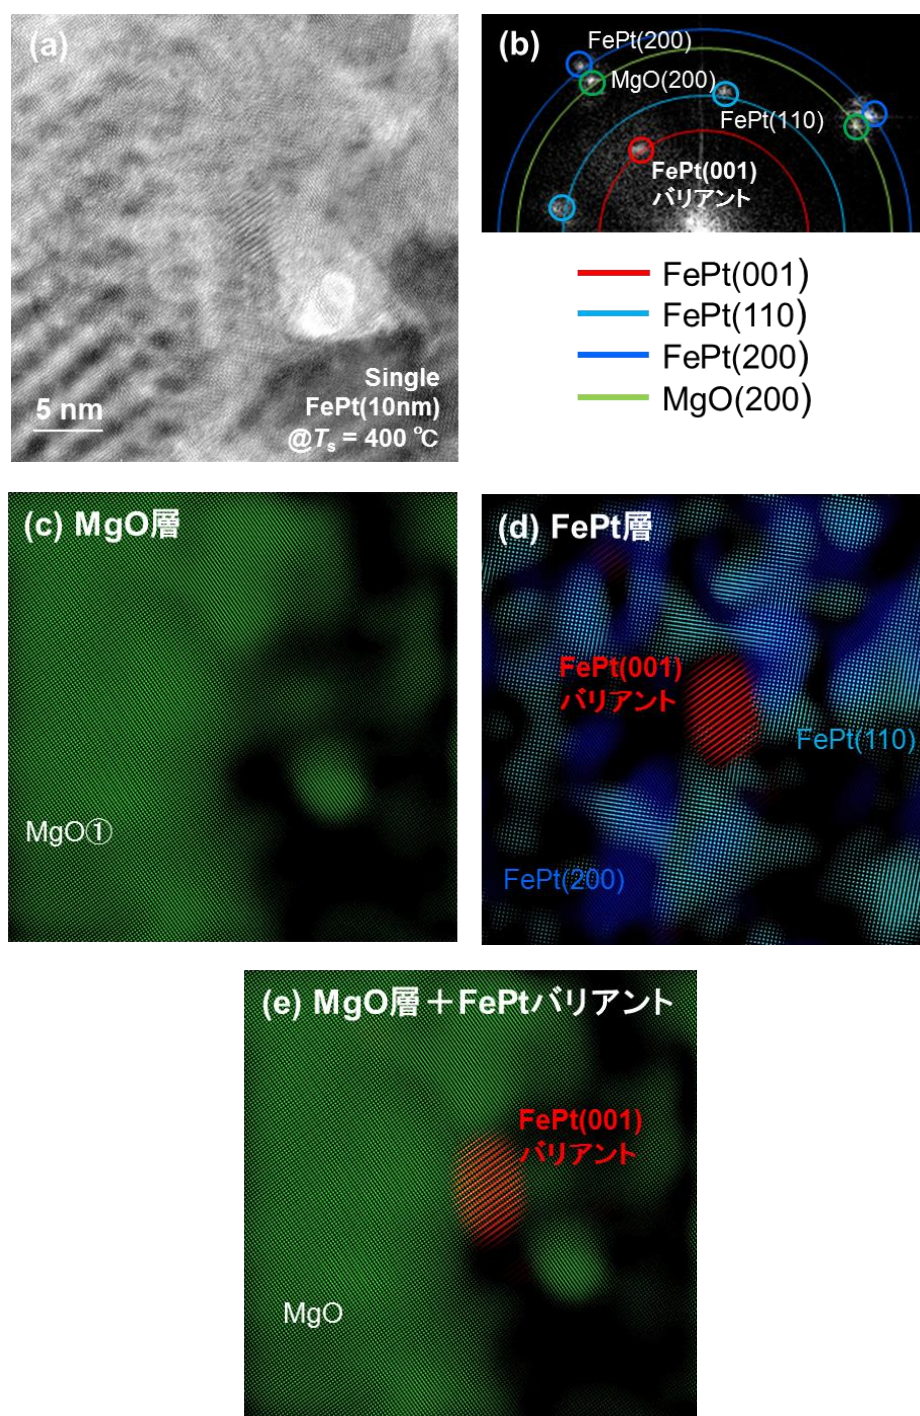 (a)
5 nm
Single
FePt(10nm)
@Ts = 400 ℃
(b)
FePt(200)
MgO(200)
FePt(110)
FePt(001)
バリアント
FePt(001)
FePt(110)
FePt(200)
MgO(200)
(c) MgO層
MgO①
(d) FePt層
FePt(001)
バリアント
FePt(110)
FePt(200)
(e) MgO層＋FePtバリアント
FePt(001)
バリアント
MgO